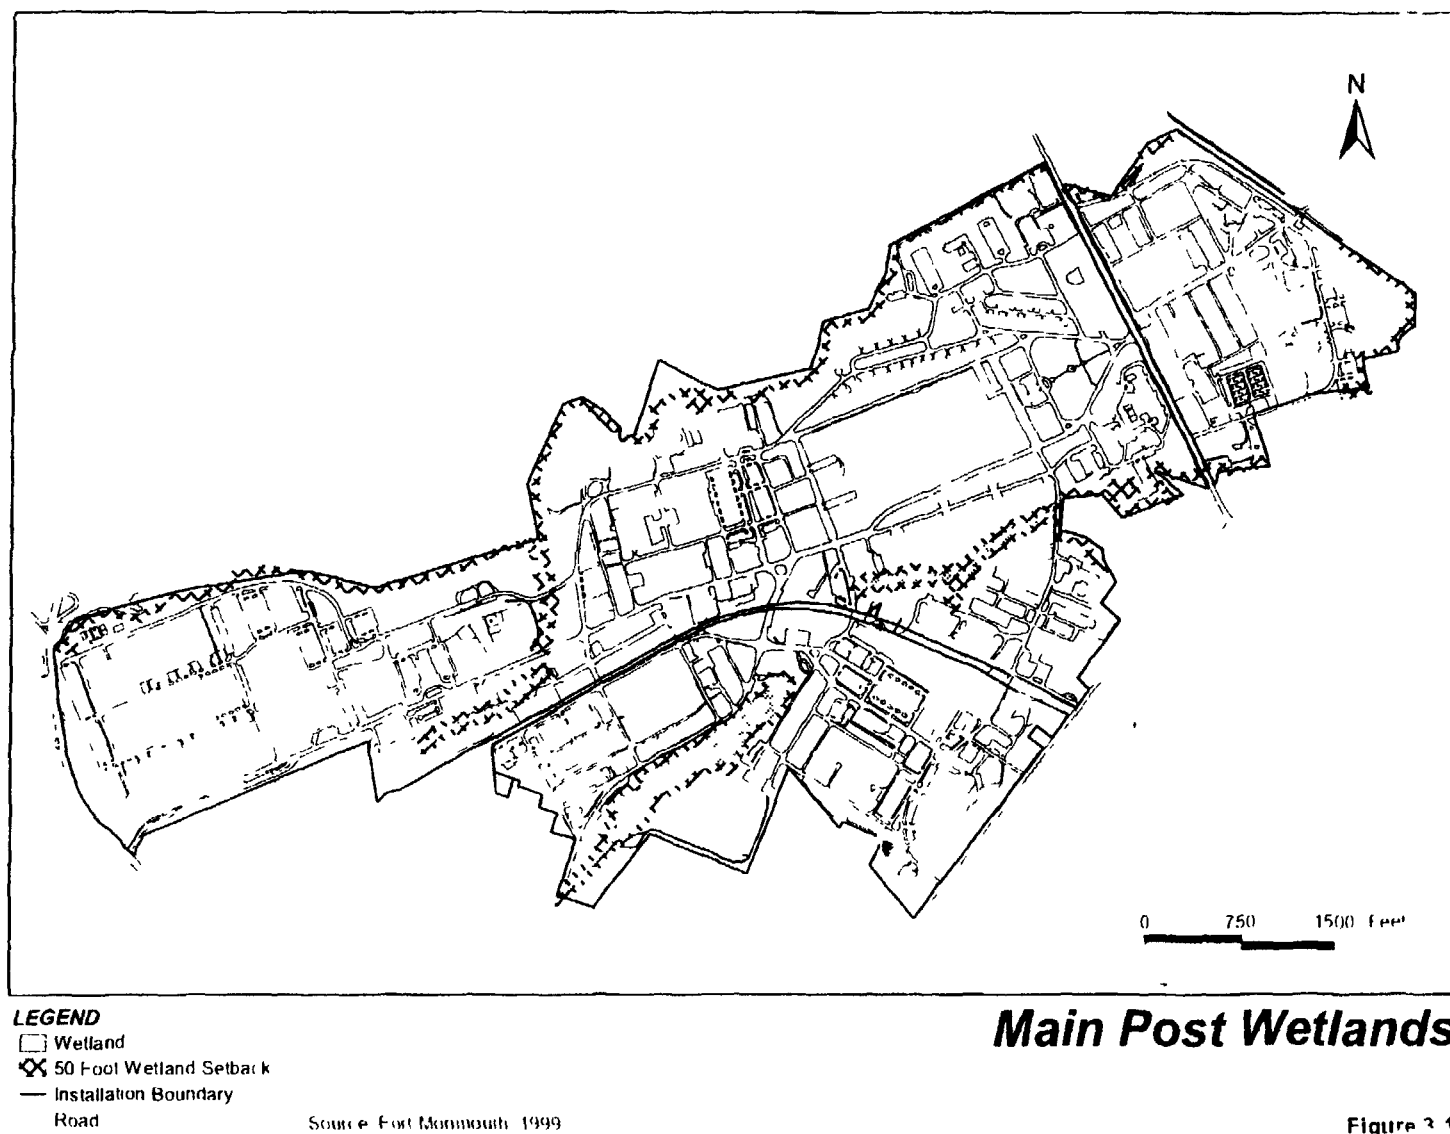 N
0 750 1500 Feet
LEGEND
Main Post Wetlands
Wetland
50 Foot Wetland Setback
Installation Boundary
Road
Source Fort Monmouth 1999
Figure 3.1